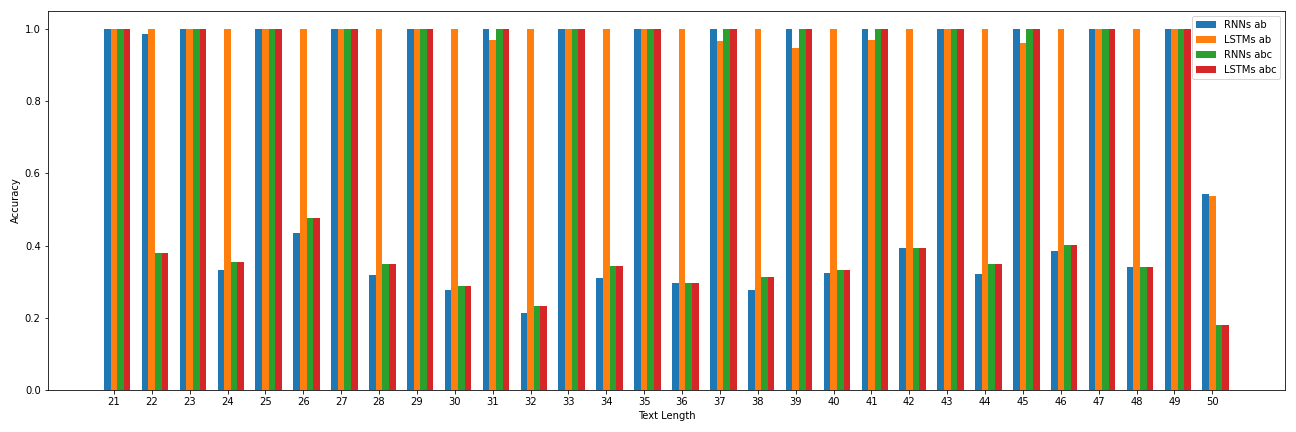 RNNs ab
LSTMs ab
RNNs abc
LSTMs abc
1.0
0.8
0.6
0.4
0.2
0.0
Accuracy
21 22 23 24 25 26 27 28 29 30 31 32 33 34 35 36 37 38 39 40 41 42 43 44 45 46 47 48 49 50
Text Length